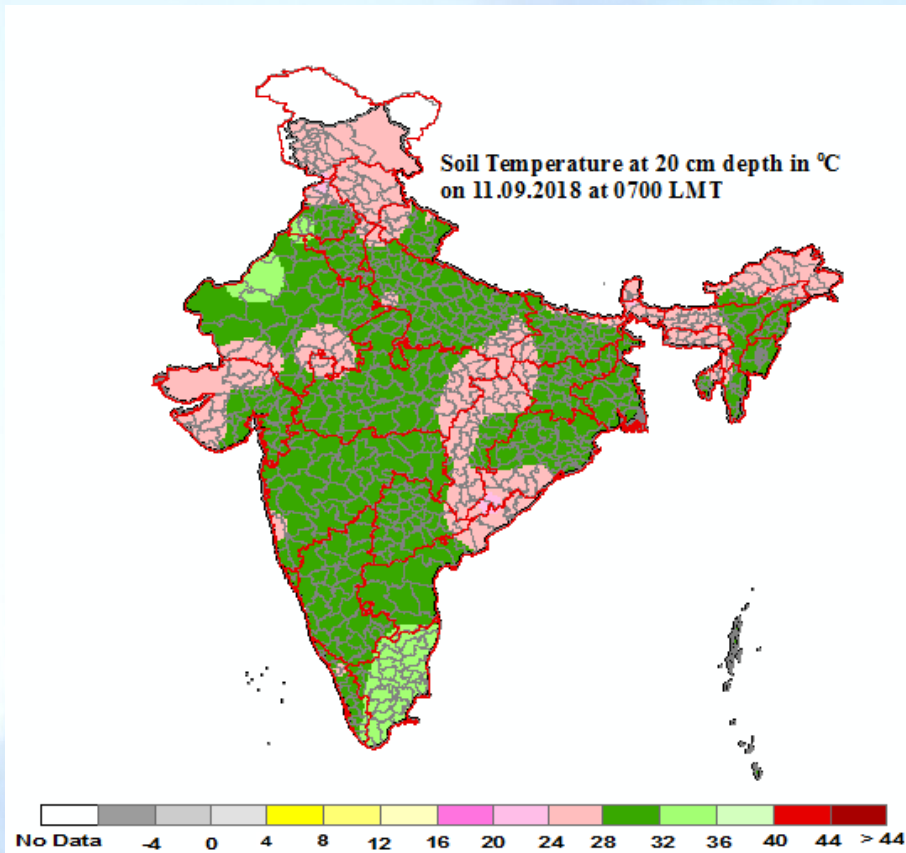 Soil Temperature at 20 cm depth in ⁰C
on 11.09.2018 at 0700 LMT
No Data -4 0 4 8 12 16 20 24 28 32 36 40 44 > 44